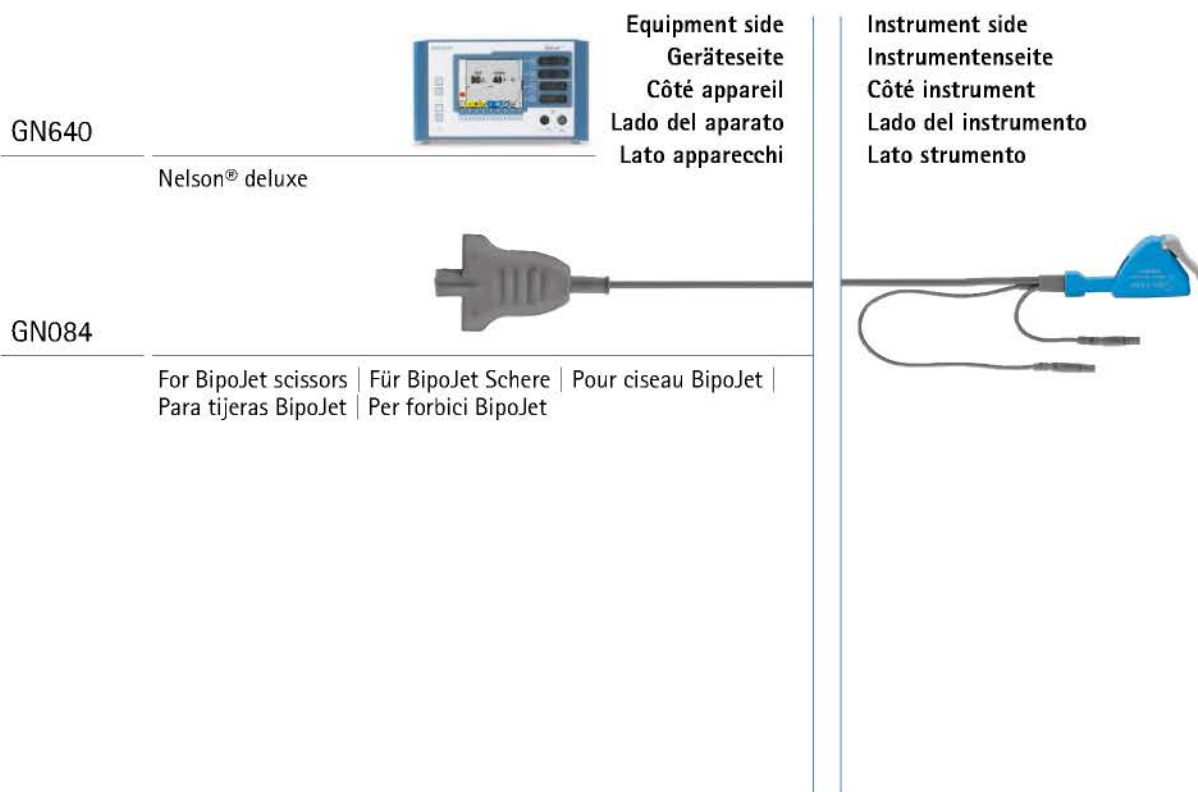 Equipment side
Geräteseite
Côté appareil
Lado del aparato
Lato apparecchi
Instrument side
Instrumentenseite
Côté instrument
Lado del instrumento
Lato strumento
GN640
Nelson® deluxe
GN084
For BipoJet scissors | Für BipoJet Schere | Pour ciseau BipoJet |
Para tijeras BipoJet | Per forbici BipoJet